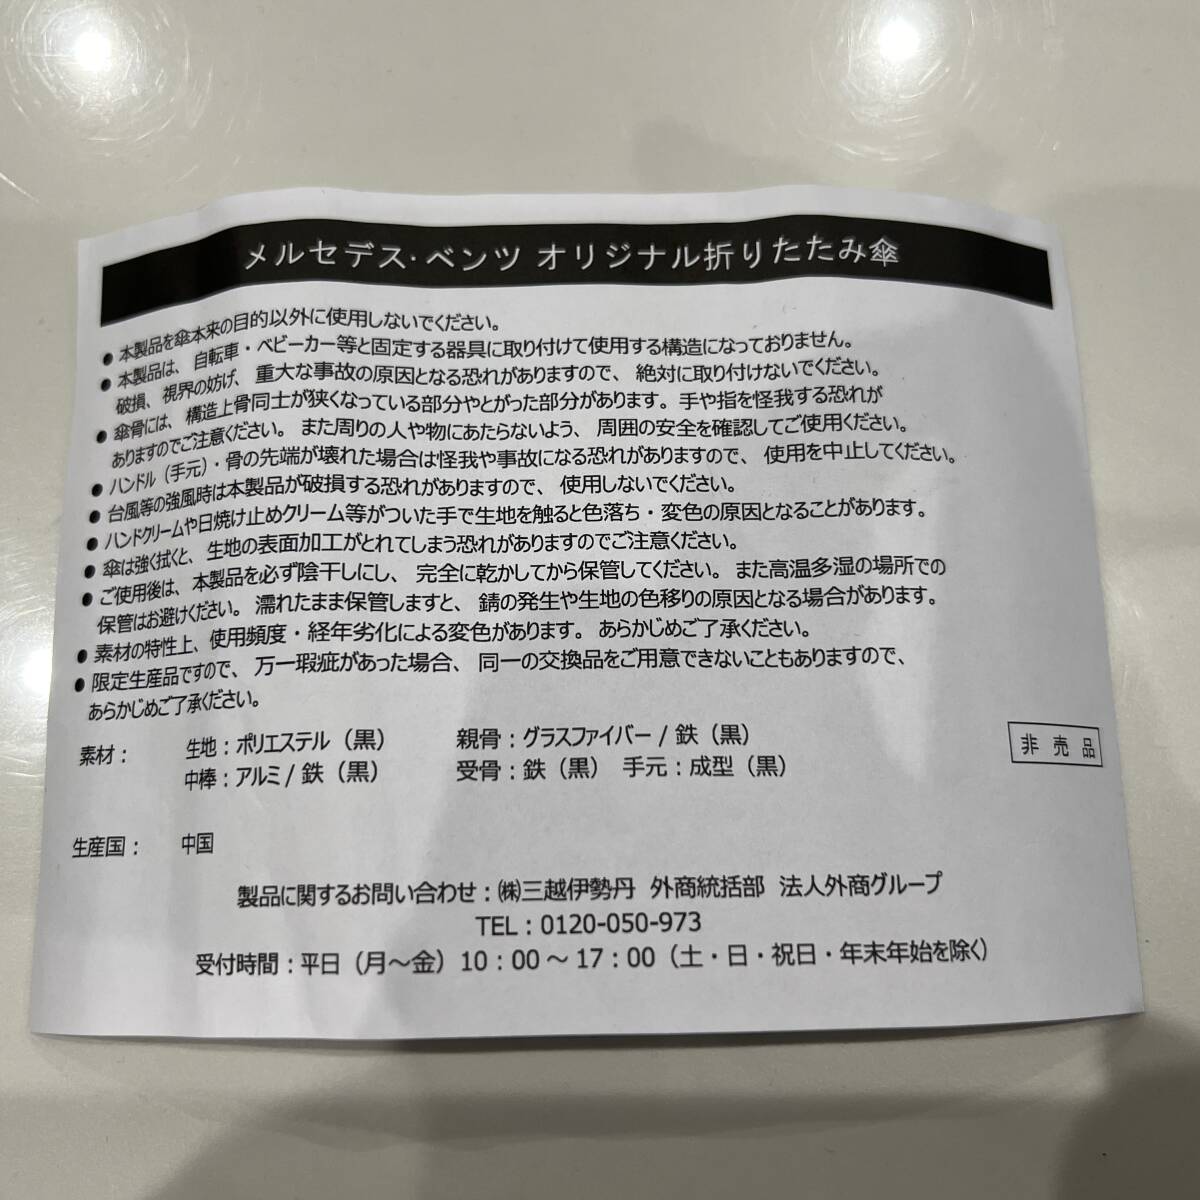 メルセデス・ベンツ オリジナル折りたたみ傘
● 本製品を傘本来の目的以外に使用しないでください。
● 本製品は、自転車・ベビーカー等と固定する器具に取り付けて使用する構造になっておりません。
破損、視界の妨げ、重大な事故の原因となる恐れがありますので、絶対に取り付けないでください。
● 傘骨には、構造上骨同士が狭くなっている部分やとがった部分があります。手や指を怪我する恐れが
ありますのでご注意ください。また周りの人や物にあたらないよう、周囲の安全を確認してご使用ください。
● ハンドル（手元）・骨の先端が壊れた場合は怪我や事故になる恐れがありますので、使用を中止してください。
● 台風等の強風時は本製品が破損する恐れがありますので、使用しないでください。
● ハンドクリームや日焼け止めクリーム等がついた手で生地を触ると色落ち・変色の原因となることがあります。
● 傘は強く拭くと、生地の表面加工がとれてしまう恐れがありますのでご注意ください。
● ご使用後は、本製品を必ず陰干しにし、完全に乾かしてから保管してください。また高温多湿の場所での
保管はお避けください。濡れたまま保管しますと、錆の発生や生地の色移りの原因となる場合があります。
● 素材の特性上、使用頻度・経年劣化による変色があります。あらかじめご了承ください。
● 限定生産品ですので、万一瑕疵があった場合、同一の交換品をご用意できないこともありますので、
あらかじめご了承ください。
素材： 生地：ポリエステル（黒） 親骨：グラスファイバー / 鉄（黒）
中棒：アルミ / 鉄（黒） 受骨：鉄（黒） 手元：成型（黒）
非売品
生産国： 中国
製品に関するお問い合わせ：㈱三越伊勢丹 外商統括部 法人外商グループ
TEL：0120-050-973
受付時間：平日（月～金）10：00～17：00（土・日・祝日・年末年始を除く）